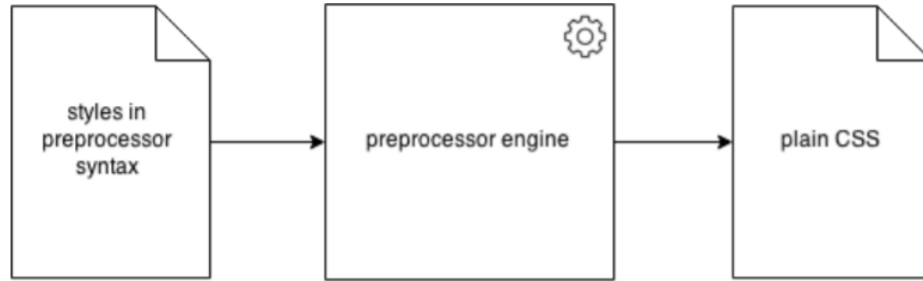 styles in
preprocessor
syntax
preprocessor engine
plain CSS